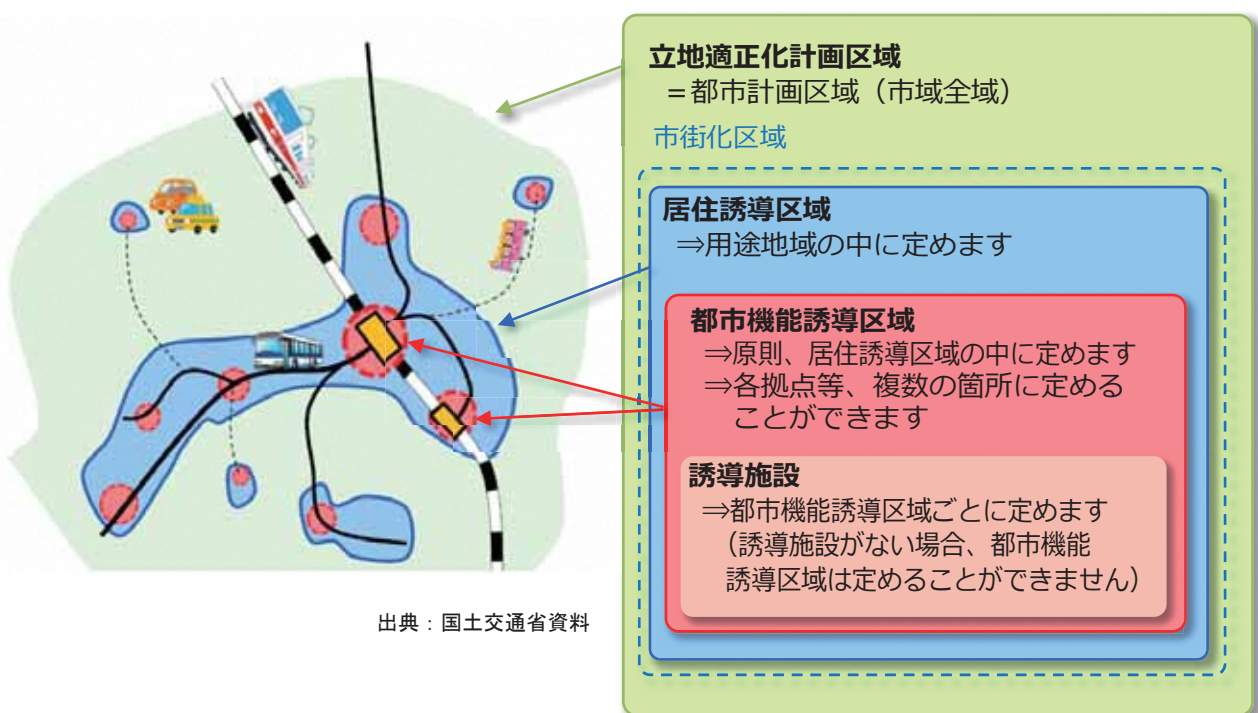 立地適正化計画区域
＝都市計画区域（市域全域）
市街化区域
居住誘導区域
⇒用途地域の中に定めます
都市機能誘導区域
⇒原則、居住誘導区域の中に定めます
⇒各拠点等、複数の箇所に定める
ことができます
誘導施設
⇒都市機能誘導区域ごとに定めます
（誘導施設がない場合、都市機能
誘導区域は定めることができません）
出典：国土交通省資料